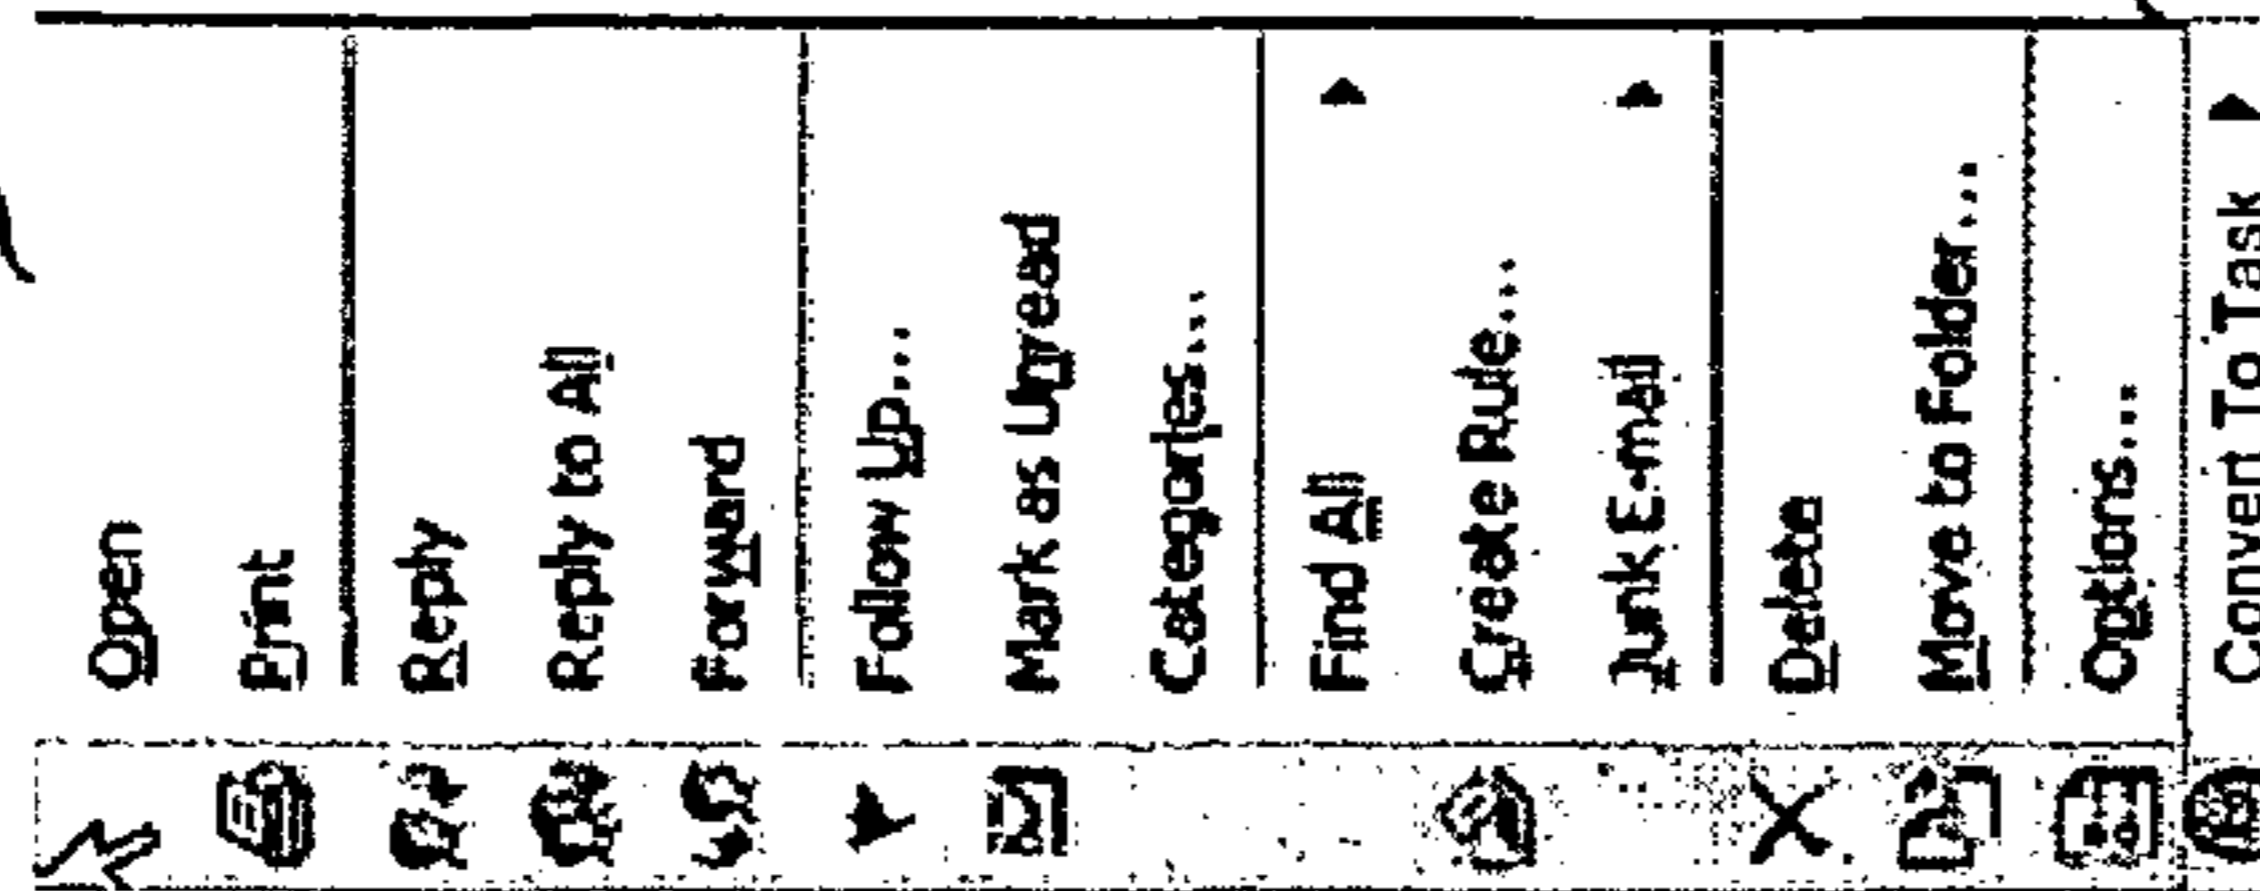 Open
Print
Reply
Reply to All
Forward
Follow Up...
Mark as Unread
Categories...
Find All
Create Rule...
Junk E-mail
Delete
Move to Folder...
Options...
Convert To Task